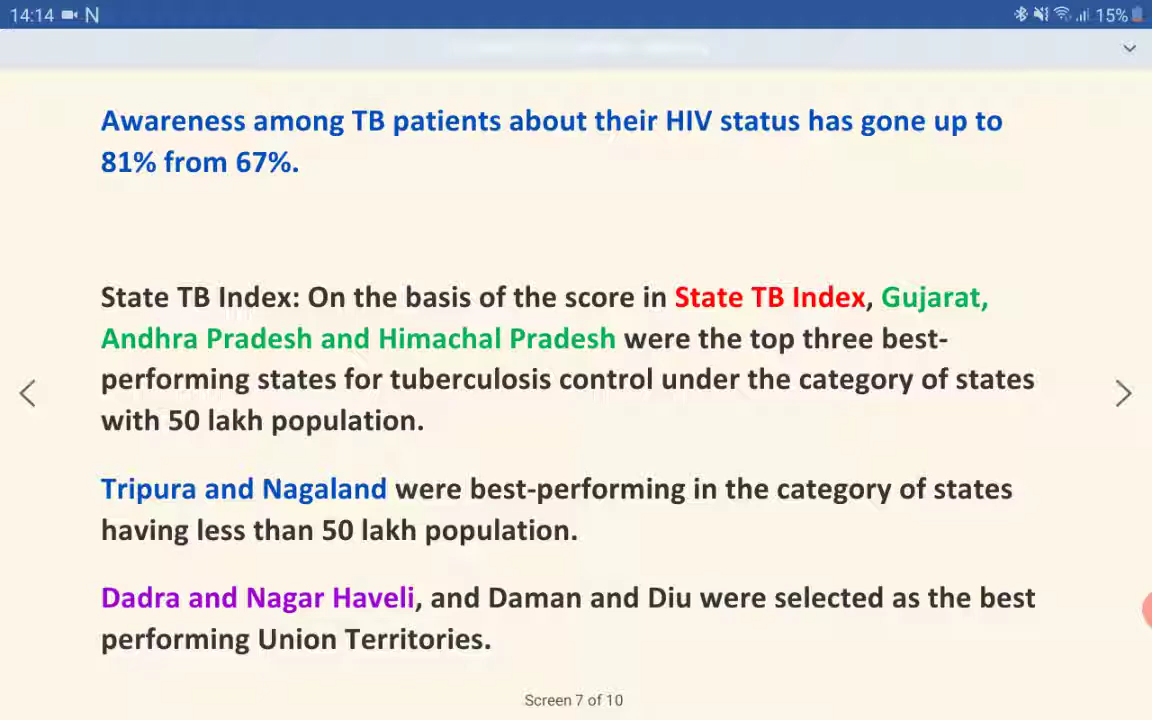 14:14 N 15%
Awareness among TB patients about their HIV status has gone up to
81% from 67%.
State TB Index: On the basis of the score in State TB Index, Gujarat,
Andhra Pradesh and Himachal Pradesh were the top three best-
performing states for tuberculosis control under the category of states
with 50 lakh population.
Tripura and Nagaland were best-performing in the category of states
having less than 50 lakh population.
Dadra and Nagar Haveli, and Daman and Diu were selected as the best
performing Union Territories.
Screen 7 of 10